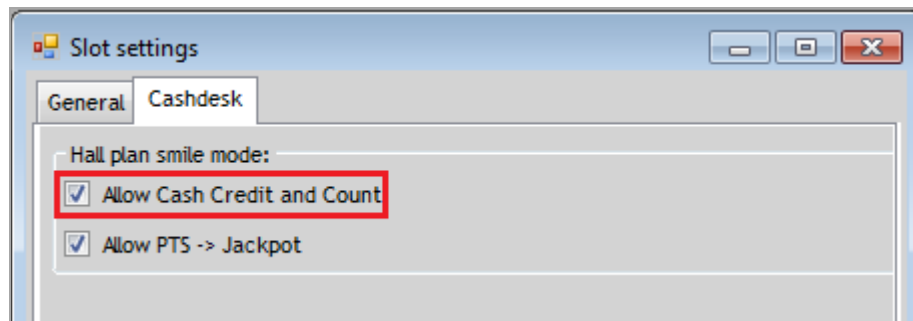 Slot settings
General Cashdesk
Hall plan smile mode:
Allow Cash Credit and Count
Allow PTS -> Jackpot